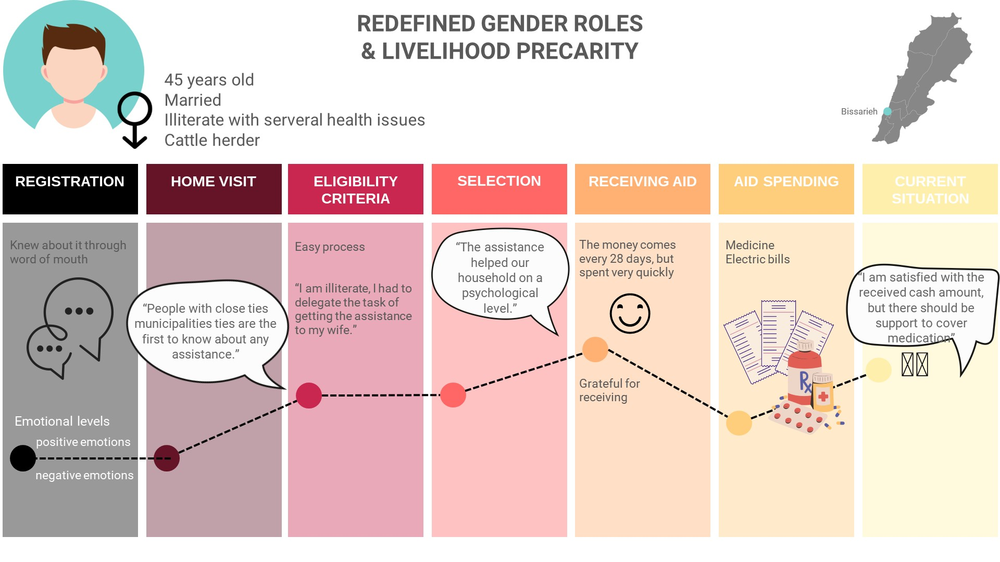 REDEFINED GENDER ROLES
& LIVELIHOOD PRECARITY
45 years old
Married
Illiterate with serveral health issues
Cattle herder
Bissarieh
REGISTRATION
Knew about it through
word of mouth
Emotional levels
positive emotions
negative emotions
HOME VISIT
“People with close ties
municipalities ties are the
first to know about any
assistance.”
ELIGIBILITY
CRITERIA
Easy process
“I am illiterate, I had to
delegate the task of
getting the assistance
to my wife.”
SELECTION
“The assistance
helped our
household on a
psychological
level.”
RECEIVING AID
The money comes
every 28 days, but
spent very quickly
Grateful for
receiving
AID SPENDING
Medicine
Electric bills
Rx
CURRENT
SITUATION
“I am satisfied with the
received cash amount,
but there should be
support to cover
medication”